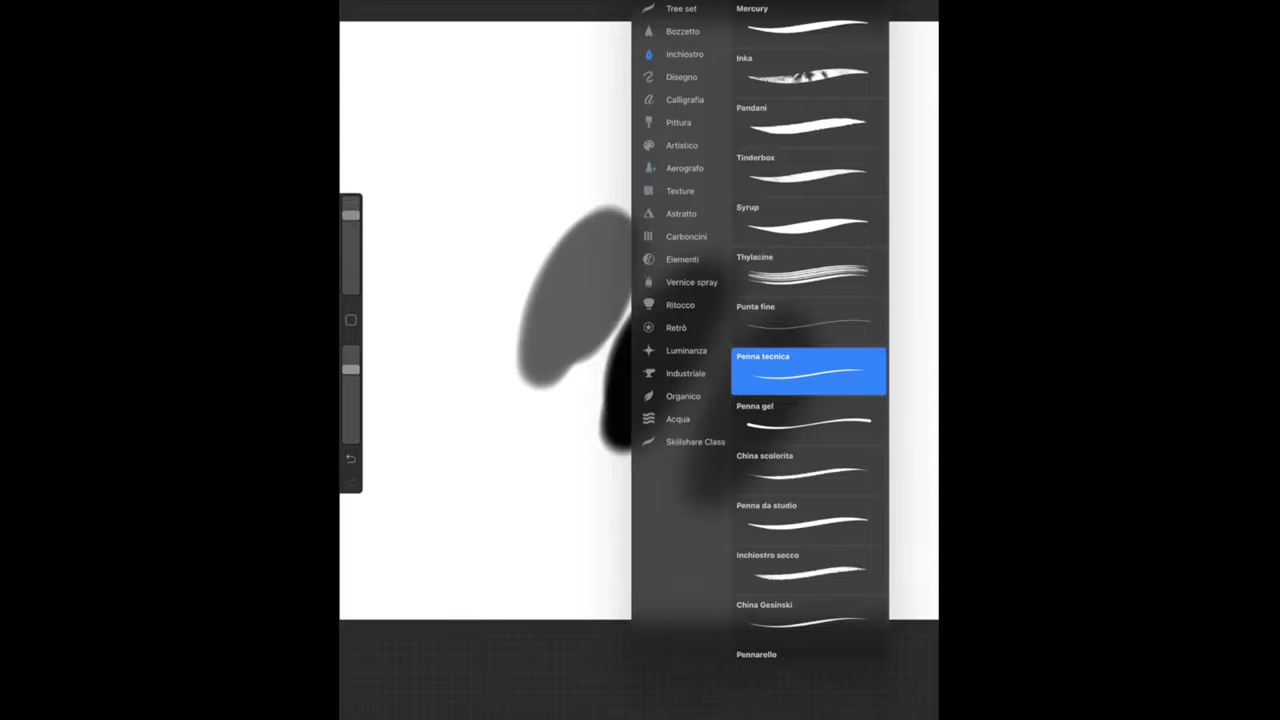 Tree set
Bozzetto
Inchiostro
Disegno
Calligrafia
Pittura
Artistico
Aerografo
Texture
Astratto
Carboncini
Elementi
Vernice spray
Ritocco
Retrò
Luminanza
Industriale
Organico
Acqua
Skillshare Class
Mercury
Inka
Pandani
Tinderbox
Syrup
Thylacine
Punta fine
Penna tecnica
Penna gel
China scolorita
Penna da studio
Inchiostro secco
China Gesinski
Pennarello